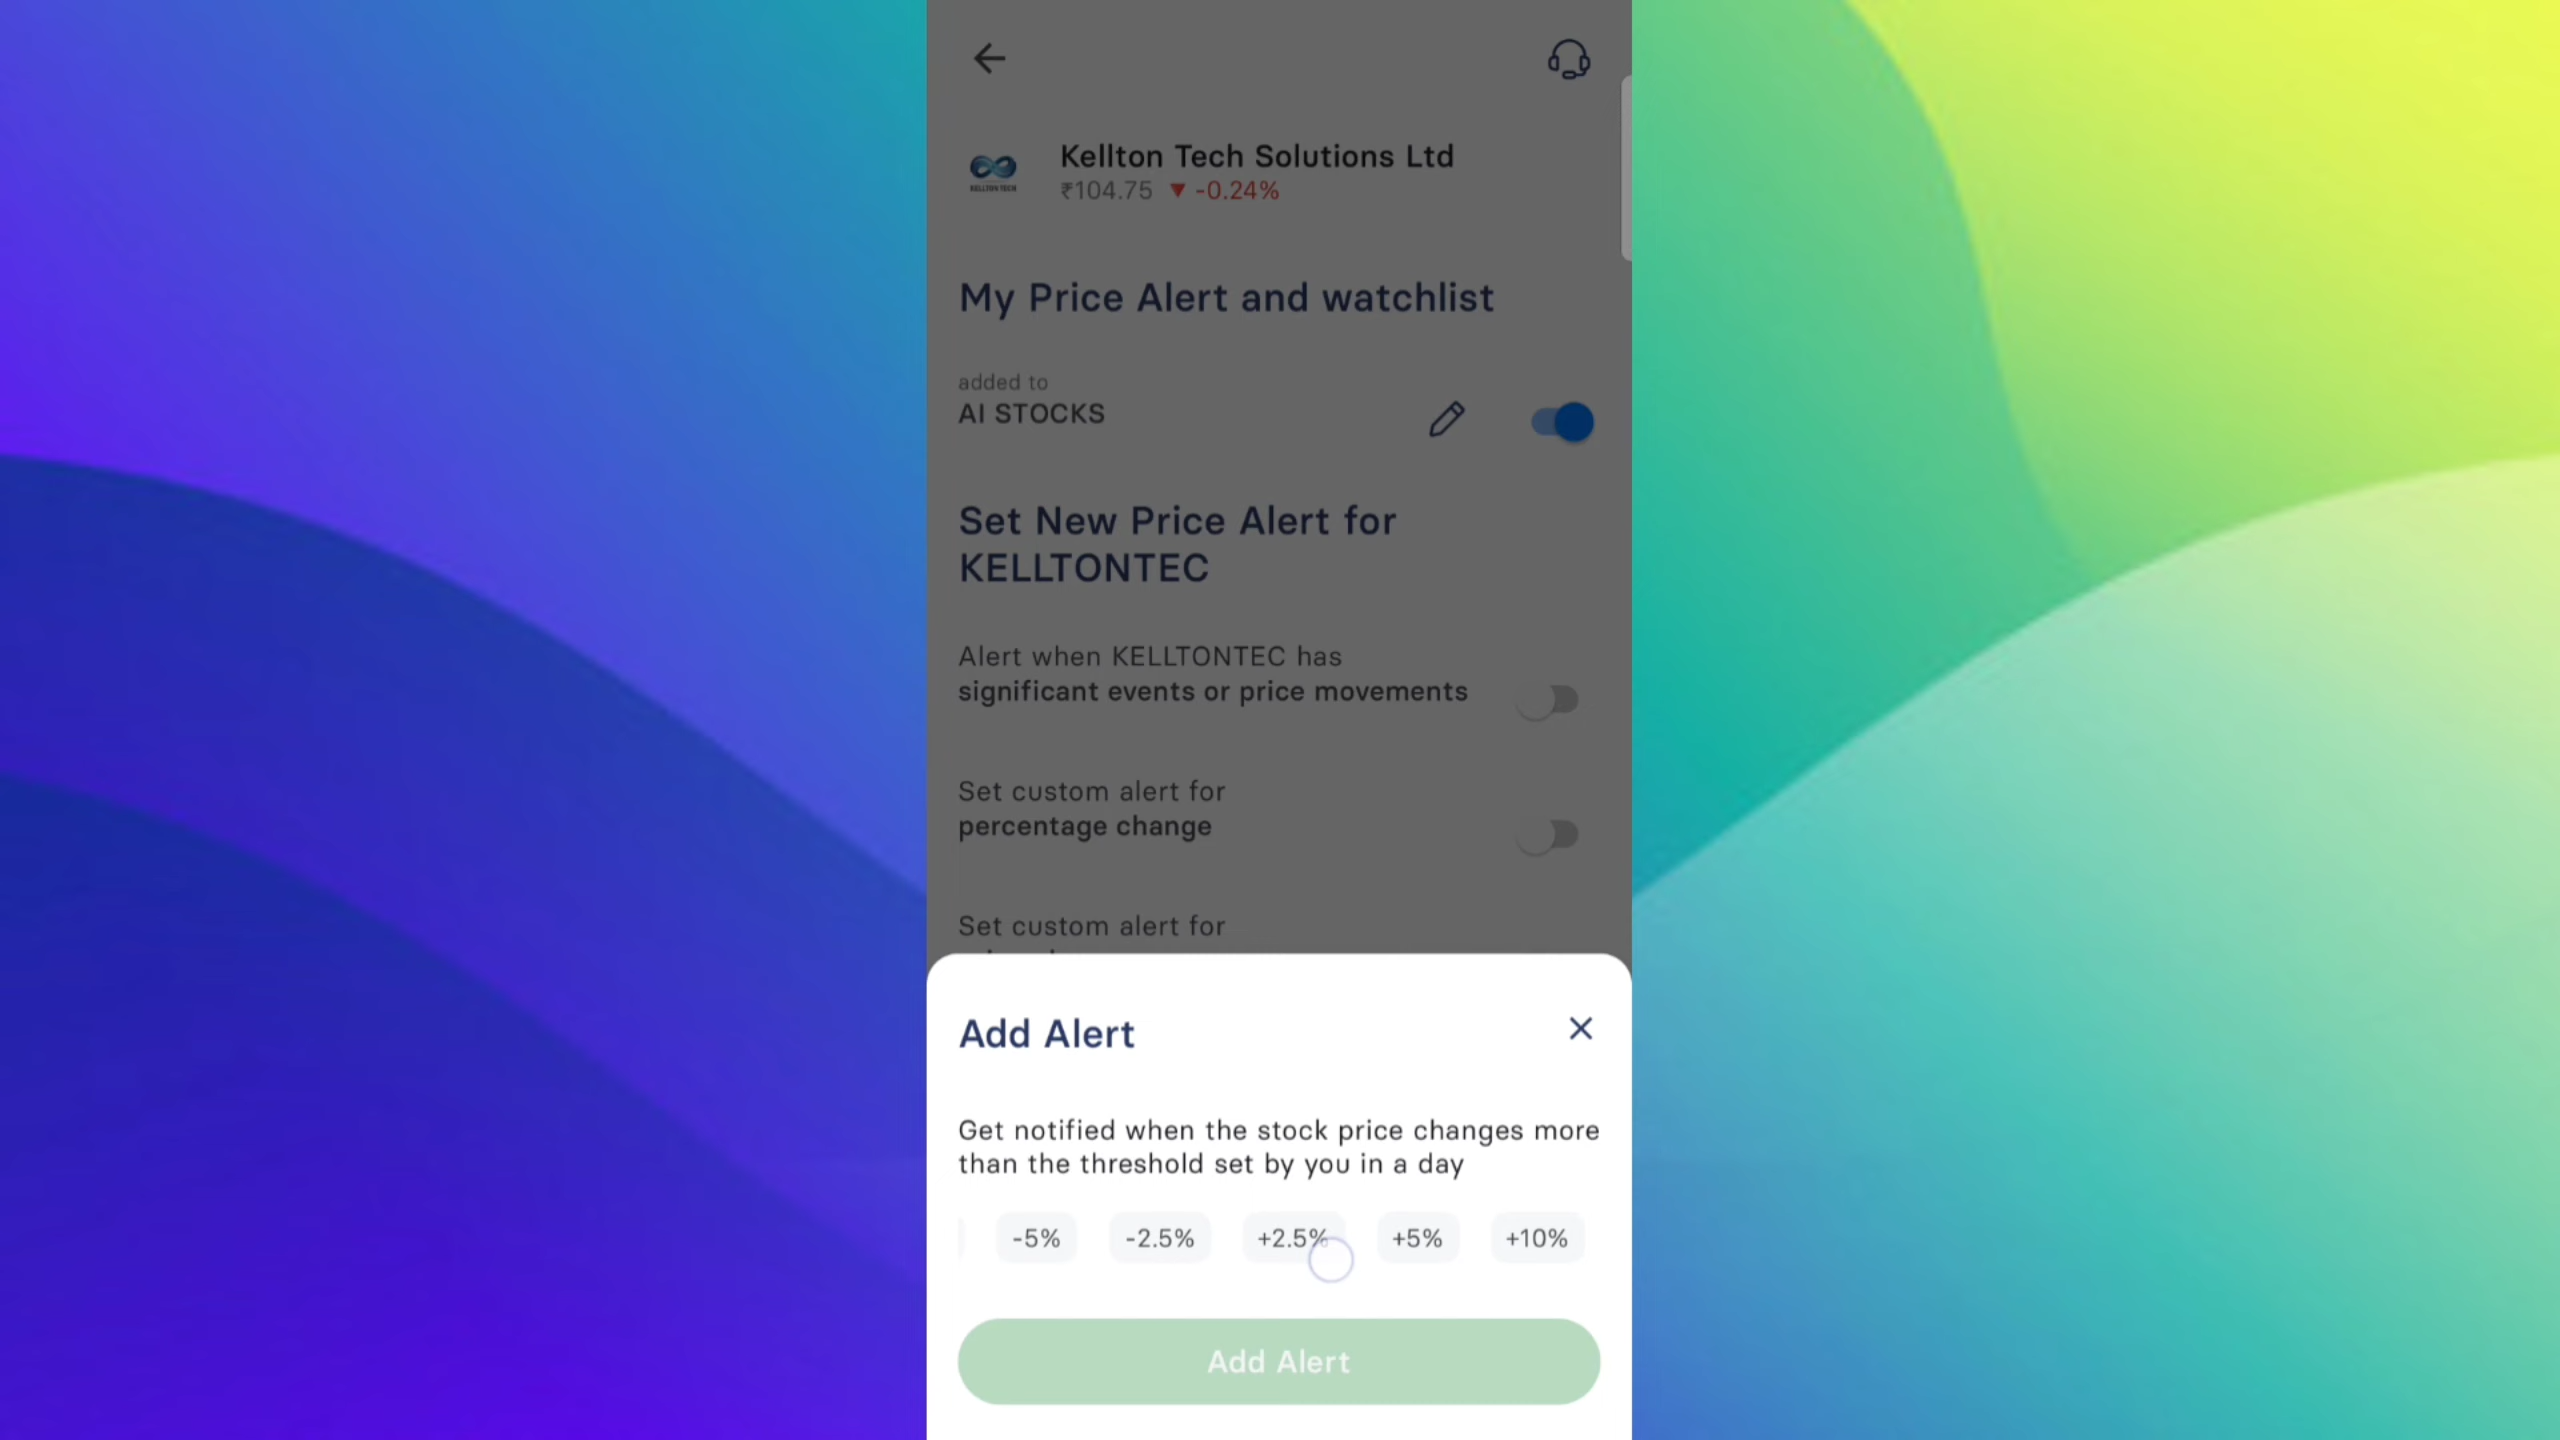 Kellton Tech Solutions Ltd
KELLTON TECH
₹104.75 ▼ -0.24%
My Price Alert and watchlist
added to
AI STOCKS
Set New Price Alert for
KELLTONTEC
Alert when KELLTONTEC has
significant events or price movements
Set custom alert for
percentage change
Set custom alert for
Add Alert
Get notified when the stock price changes more
than the threshold set by you in a day
-5% -2.5% +2.5% +5% +10%
Add Alert